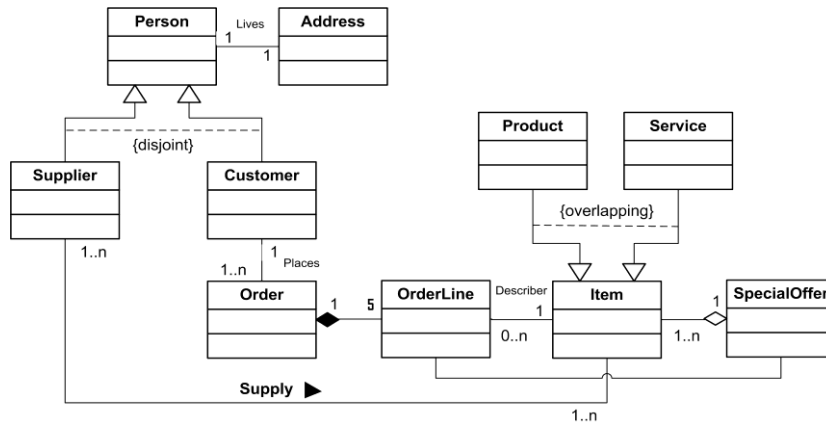 Person
Address
Lives
1
1
{disjoint}
Product
Service
Supplier
Customer
{overlapping}
1..n
1
1..n
Places
Order
1
5
OrderLine
Describer
1
0..n
Item
1
1..n
SpecialOffer
Supply
1..n